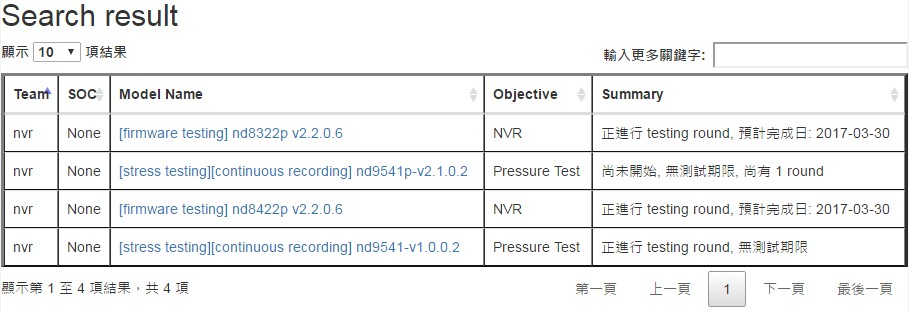 Search result
顯示 10 項結果 輸入更多關鍵字:
Team SOC Model Name Objective Summary
nvr None [firmware testing] nd8322p v2.2.0.6 NVR 正進行 testing round, 預計完成日: 2017-03-30
nvr None [stress testing][continuous recording] nd9541p-v2.1.0.2 Pressure Test 尚未開始, 無測試期限, 尚有 1 round
nvr None [firmware testing] nd8422p v2.2.0.6 NVR 正進行 testing round, 預計完成日: 2017-03-30
nvr None [stress testing][continuous recording] nd9541-v1.0.0.2 Pressure Test 正進行 testing round, 無測試期限
顯示第 1 至 4 項結果，共 4 項 第一頁 上一頁 1 下一頁 最後一頁